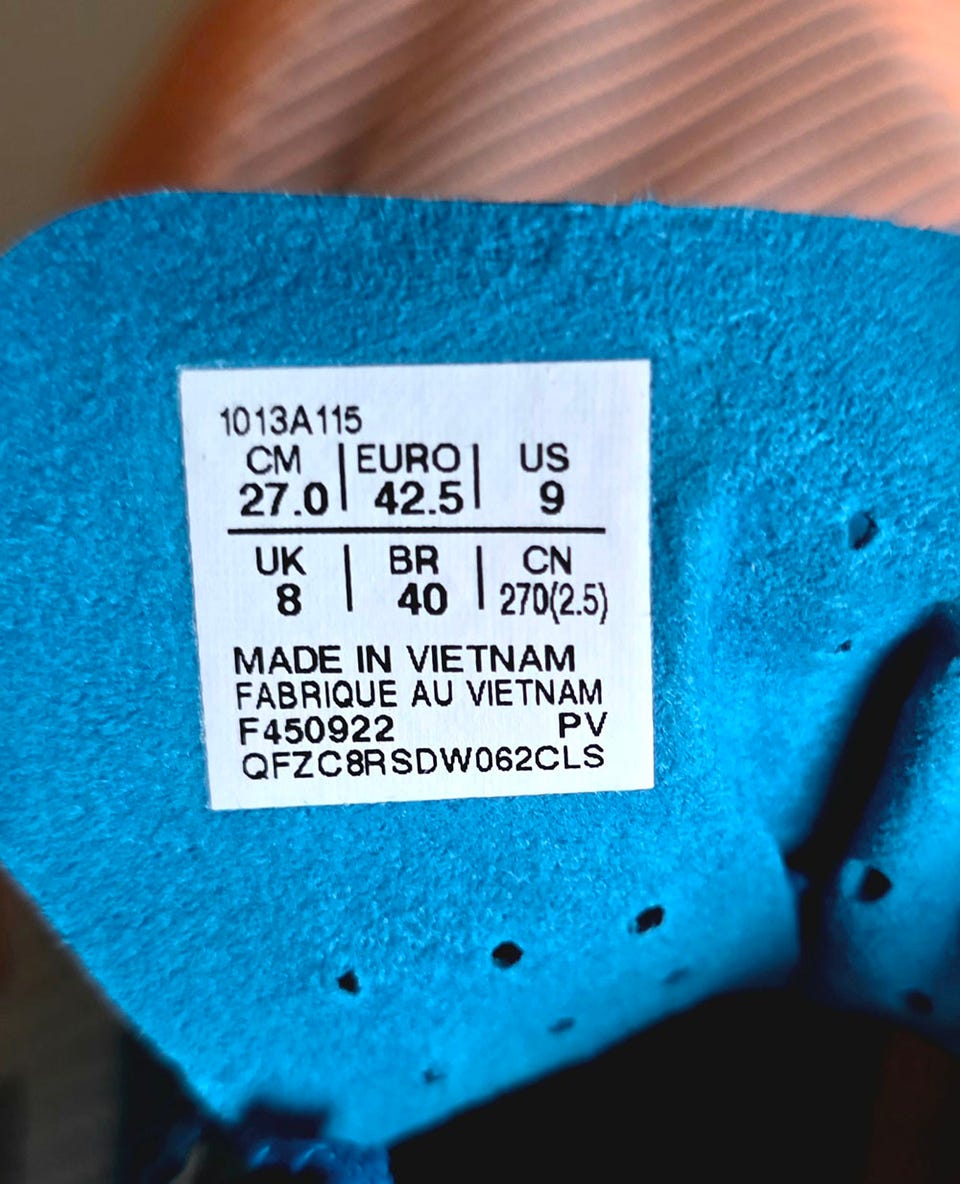 1013A115
CM | EURO | US
27.0 | 42.5 | 9
UK | BR | CN
8 | 40 | 270(2.5)
MADE IN VIETNAM
FABRIQUE AU VIETNAM
F450922 PV
QFZC8RSDW062CLS